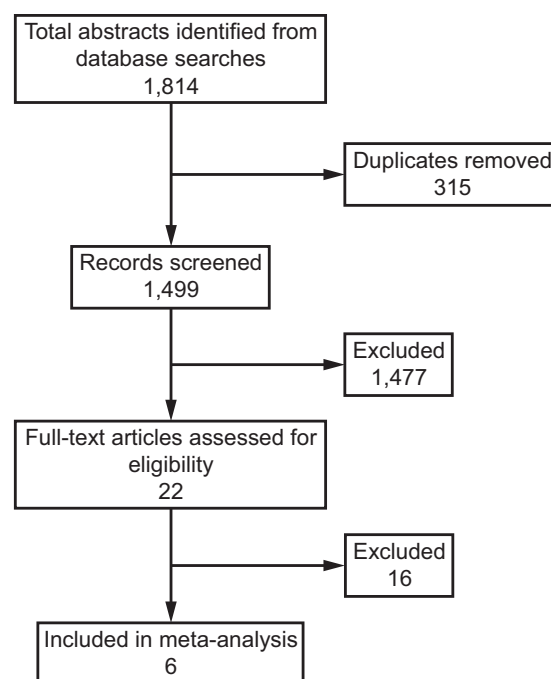 Total abstracts identified from
database searches
1,814
Duplicates removed
315
Records screened
1,499
Excluded
1,477
Full-text articles assessed for
eligibility
22
Excluded
16
Included in meta-analysis
6